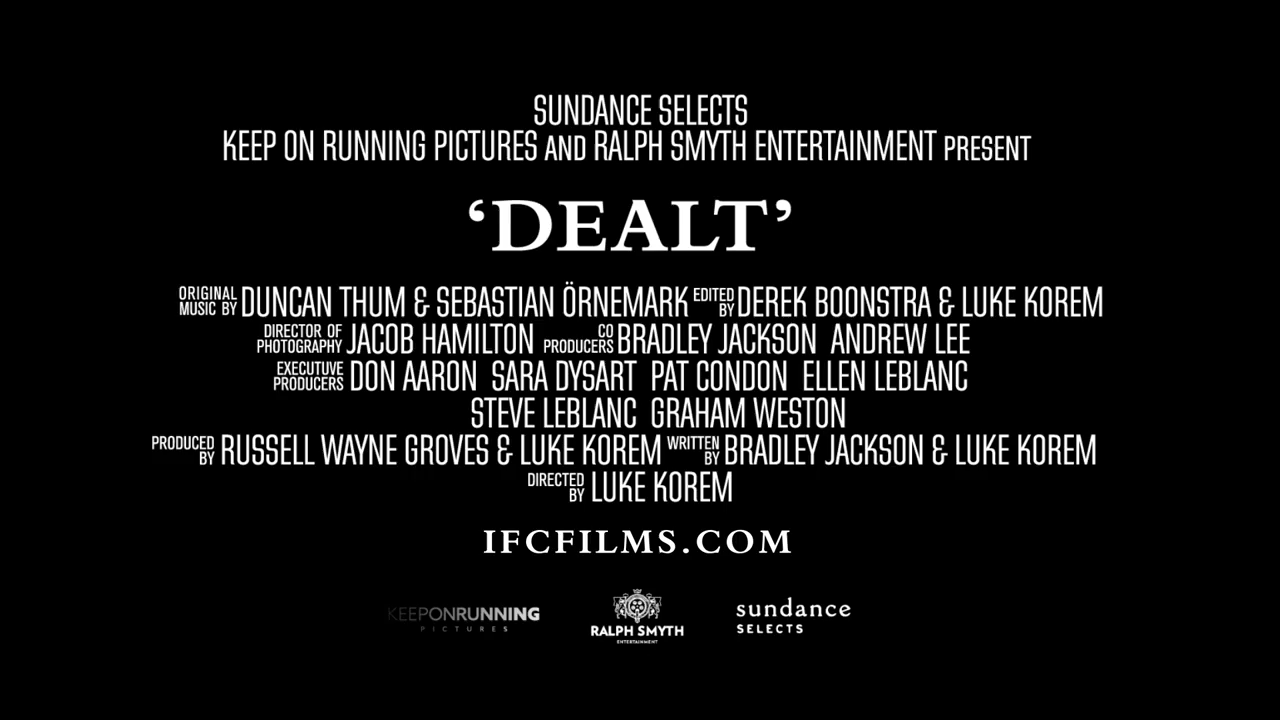 SUNDANCE SELECTS
KEEP ON RUNNING PICTURES AND RALPH SMYTH ENTERTAINMENT PRESENT
‘DEALT’
ORIGINAL MUSIC BY DUNCAN THUM & SEBASTIAN ÖRNEMARK EDITED BY DEREK BOONSTRA & LUKE KOREM
DIRECTOR OF PHOTOGRAPHY JACOB HAMILTON CO PRODUCERS BRADLEY JACKSON ANDREW LEE
EXECUTIVE PRODUCERS DON AARON SARA DYSART PAT CONDON ELLEN LEBLANC
STEVE LEBLANC GRAHAM WESTON
PRODUCED BY RUSSELL WAYNE GROVES & LUKE KOREM WRITTEN BY BRADLEY JACKSON & LUKE KOREM
DIRECTED BY LUKE KOREM
IFCFILMS.COM
KEEPONRUNNING
PICTURES
RALPH SMYTH
ENTERTAINMENT
sundance
SELECTS